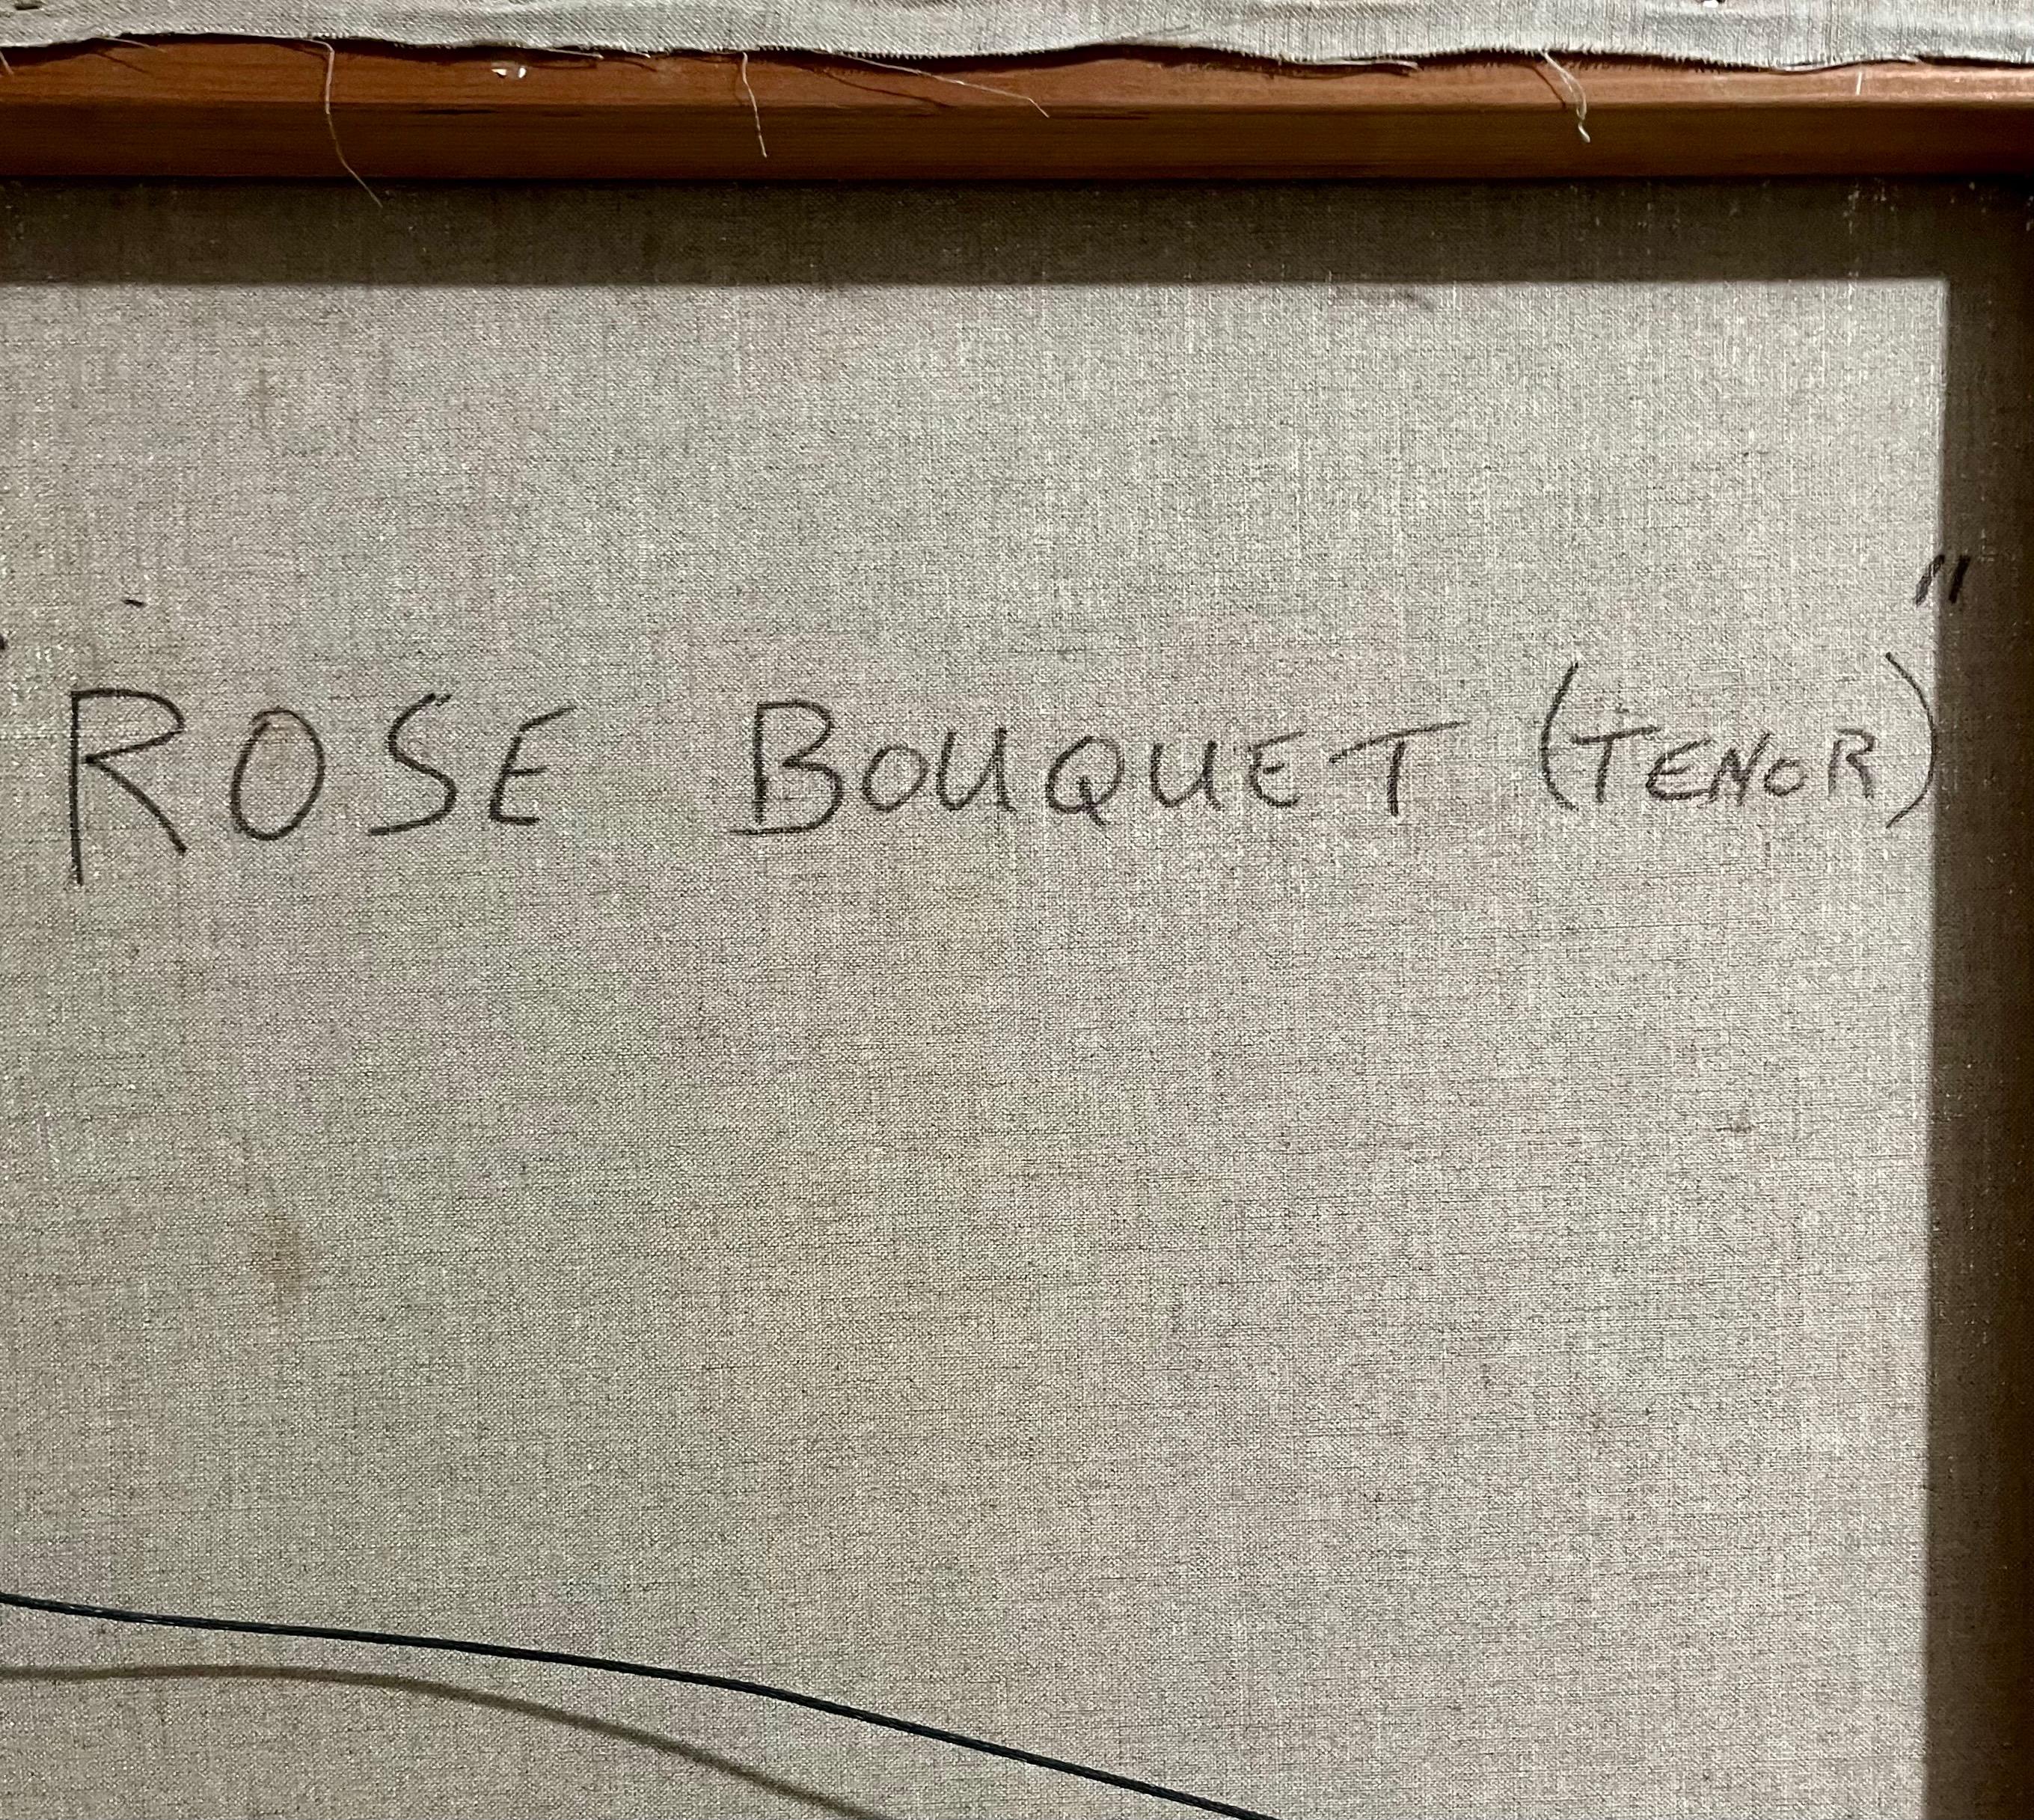 " ROSE BOUQUET (TENOR) "